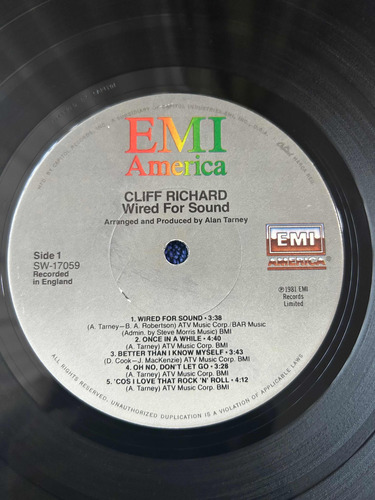 EMI
America
CLIFF RICHARD
Wired For Sound
Arranged and Produced by Alan Tarney
Side 1
SW-17059
Recorded
in England
EMI
AMERICA
℗ 1981 EMI
Records
Limited
1. WIRED FOR SOUND • 3:38
(A. Tarney—B. A. Robertson) ATV Music Corp./BAR Music
(Admin. by Steve Morris Music) BMI
2. ONCE IN A WHILE • 4:40
(A. Tarney) ATV Music Corp. BMI
3. BETTER THAN I KNOW MYSELF • 3:43
(D. Cook—J. MacKenzie) ATV Music Corp. BMI
4. OH NO, DON'T LET GO • 3:28
(A. Tarney) ATV Music Corp. BMI
5. 'COS I LOVE THAT ROCK 'N' ROLL • 4:12
(A. Tarney) ATV Music Corp. BMI
ALL RIGHTS RESERVED. UNAUTHORIZED DUPLICATION IS A VIOLATION OF APPLICABLE LAWS.